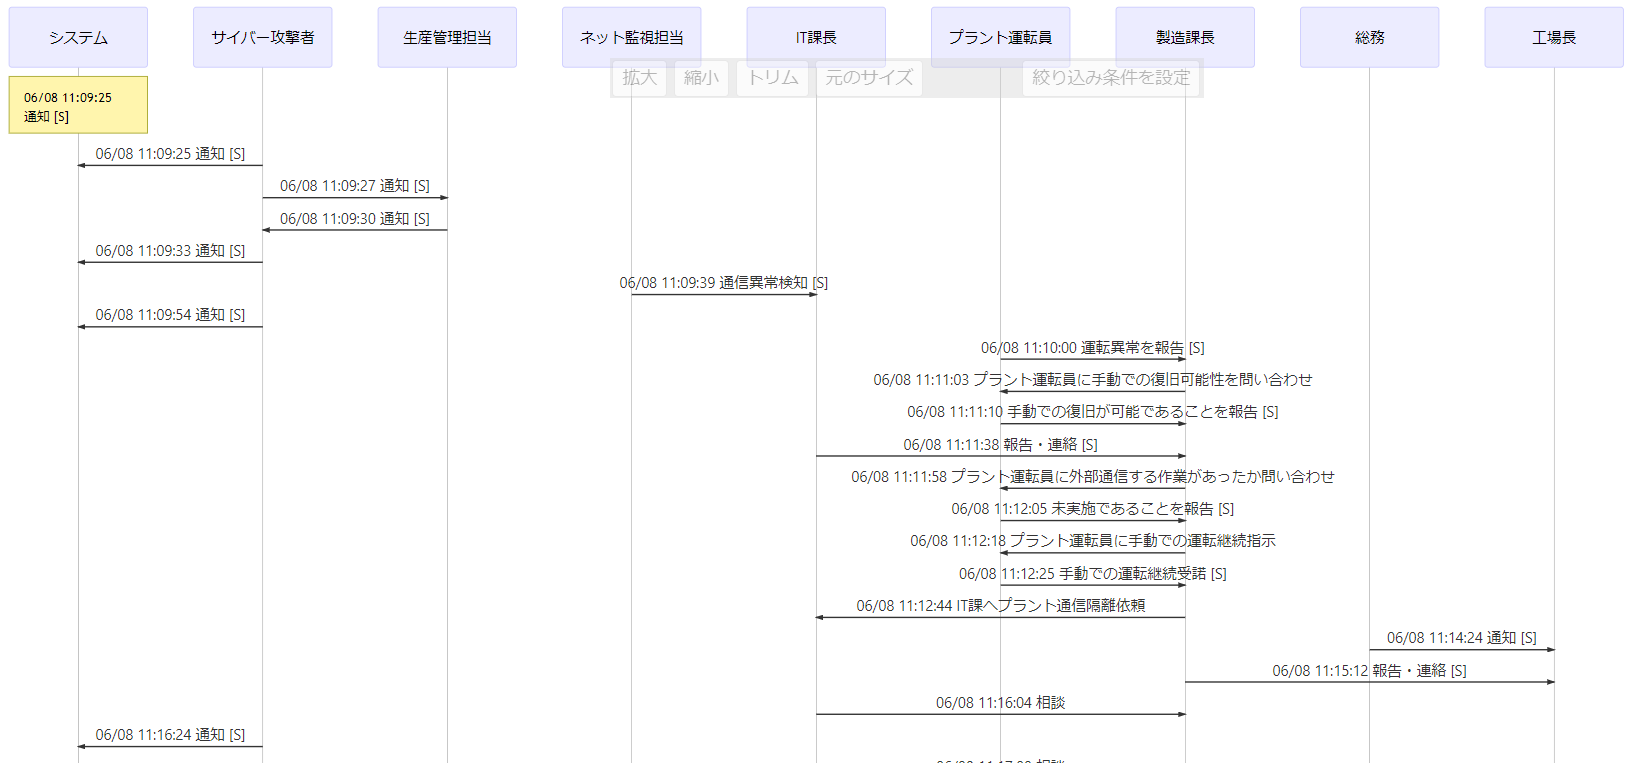 システム
サイバー攻撃者
生産管理担当
ネット監視担当
IT課長
プラント運転員
製造課長
総務
工場長
拡大
縮小
トリム
元のサイズ
絞り込み条件を設定
06/08 11:09:25
通知 [S]
06/08 11:09:25 通知 [S]
06/08 11:09:27 通知 [S]
06/08 11:09:30 通知 [S]
06/08 11:09:33 通知 [S]
06/08 11:09:39 通信異常検知 [S]
06/08 11:09:54 通知 [S]
06/08 11:10:00 運転異常を報告 [S]
06/08 11:11:03 プラント運転員に手動での復旧可能性を問い合わせ
06/08 11:11:10 手動での復旧が可能であることを報告 [S]
06/08 11:11:38 報告・連絡 [S]
06/08 11:11:58 プラント運転員に外部通信する作業があったか問い合わせ
06/08 11:12:05 未実施であることを報告 [S]
06/08 11:12:18 プラント運転員に手動での運転継続指示
06/08 11:12:25 手動での運転継続受諾 [S]
06/08 11:12:44 IT課へプラント通信隔離依頼
06/08 11:14:24 通知 [S]
06/08 11:15:12 報告・連絡 [S]
06/08 11:16:04 相談
06/08 11:16:24 通知 [S]